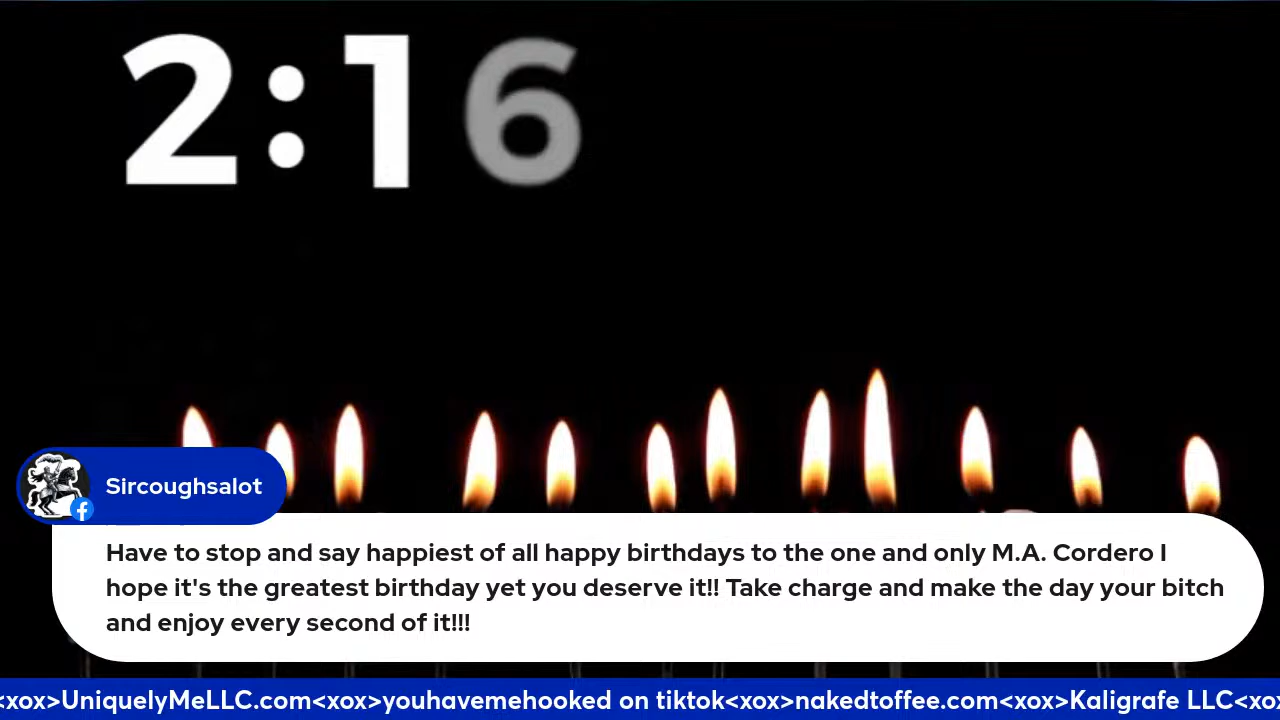 2:16
Sircoughsalot
Have to stop and say happiest of all happy birthdays to the one and only M.A. Cordero I
hope it's the greatest birthday yet you deserve it!! Take charge and make the day your bitch
and enjoy every second of it!!!
<xox>UniquelyMeLLC.com<xox>youhavemehooked on tiktok<xox>nakedtoffee.com<xox>Kaligrafe LLC<xox